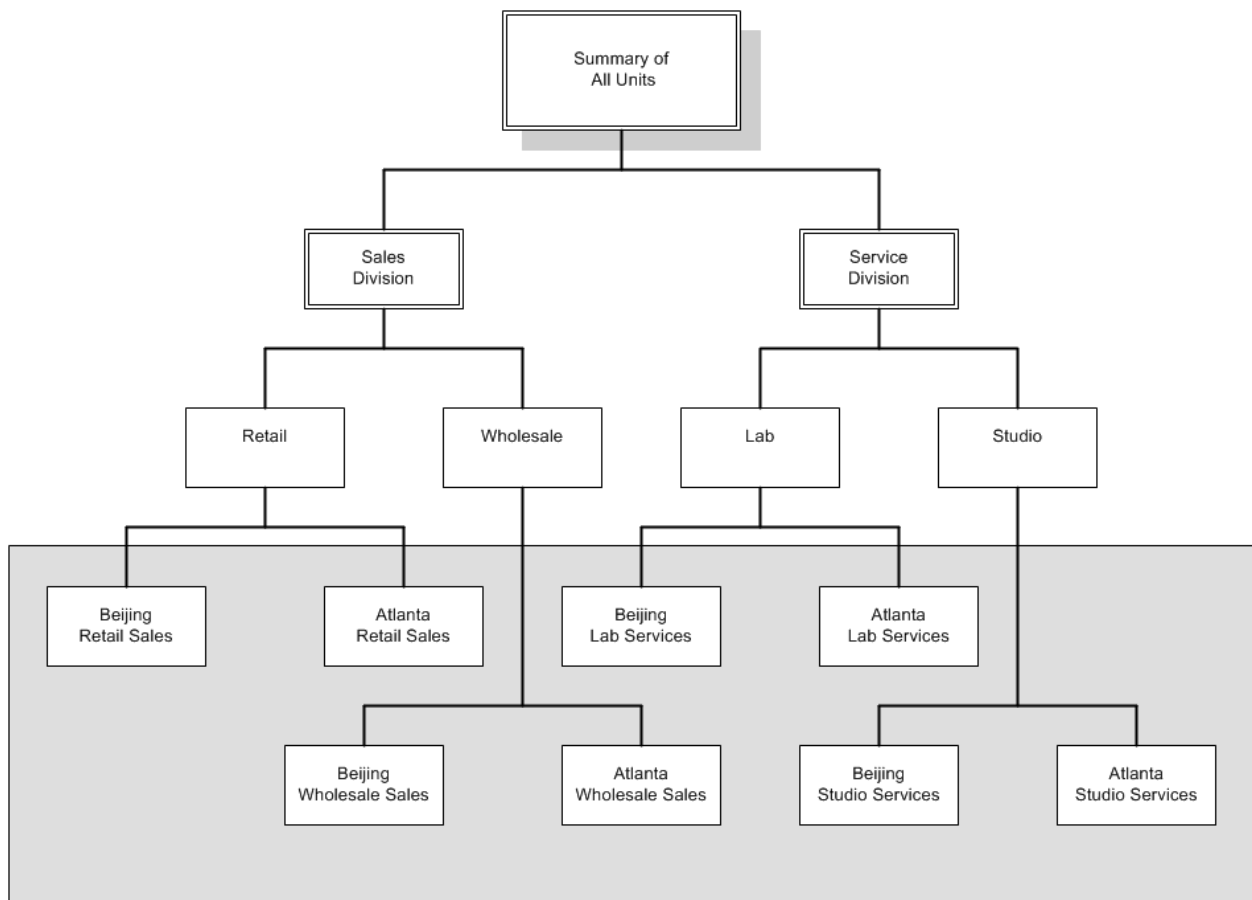 Summary of
All Units
Sales
Division
Service
Division
Retail
Wholesale
Lab
Studio
Beijing
Retail Sales
Atlanta
Retail Sales
Beijing
Lab Services
Atlanta
Lab Services
Beijing
Wholesale Sales
Atlanta
Wholesale Sales
Beijing
Studio Services
Atlanta
Studio Services